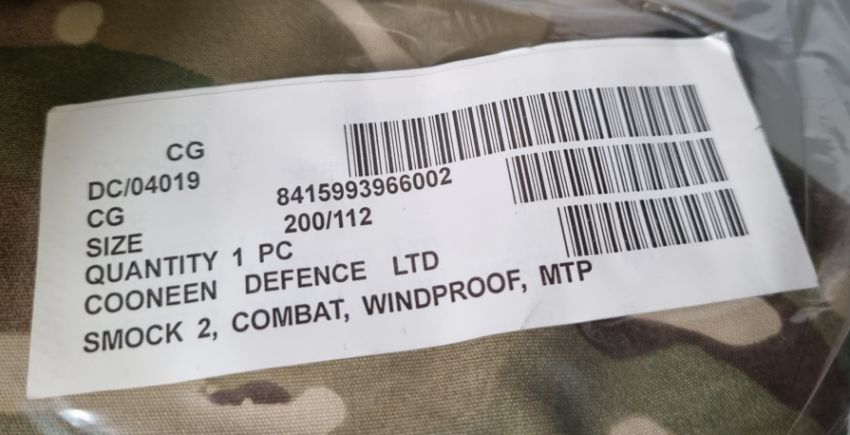 CG
DC/04019
CG 8415993966002
SIZE 200/112
QUANTITY 1 PC
COONEEN DEFENCE LTD
SMOCK 2, COMBAT, WINDPROOF, MTP